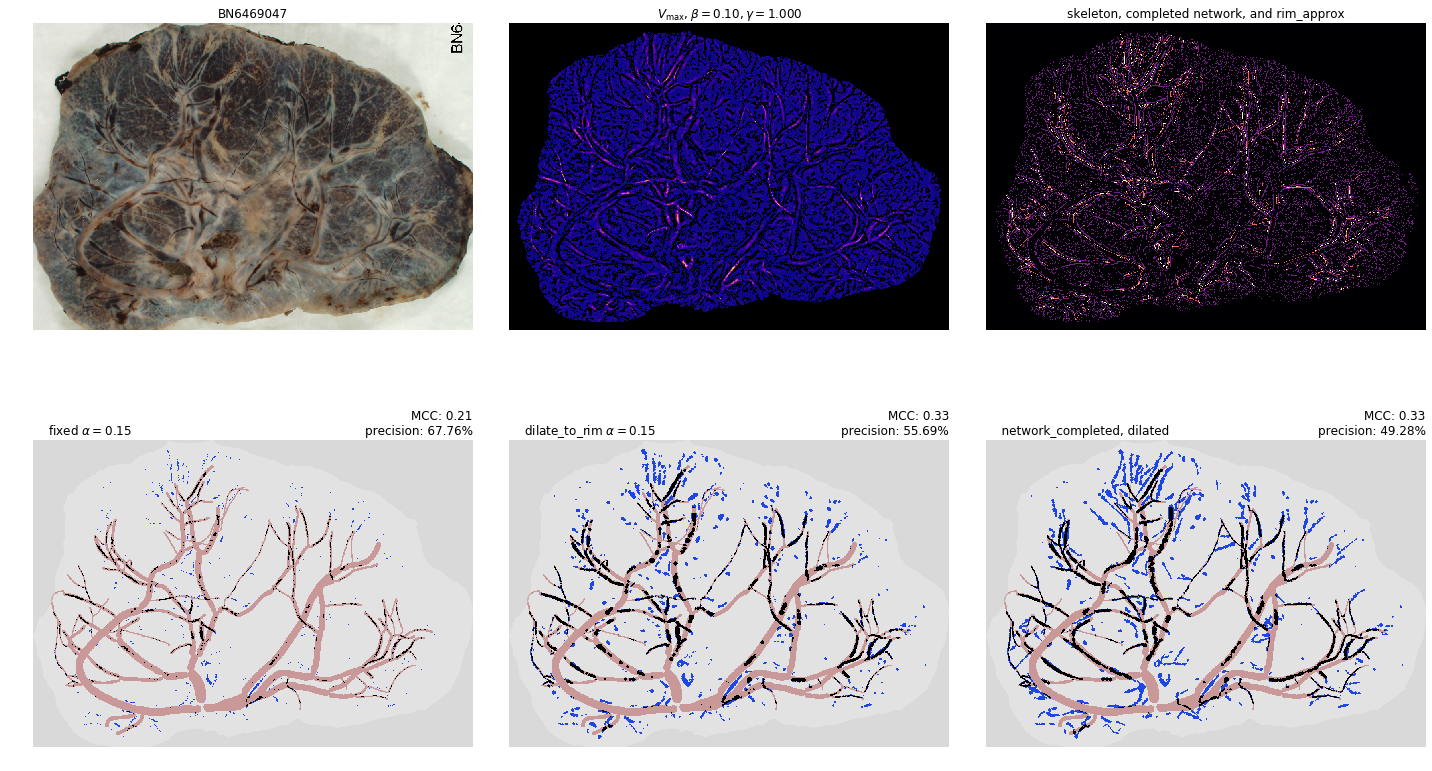 BN6469047
V_max, β = 0.10, γ = 1.000
skeleton, completed network, and rim_approx
BN6
MCC: 0.21
fixed α = 0.15 precision: 67.76%
MCC: 0.33
dilate_to_rim α = 0.15 precision: 55.69%
MCC: 0.33
network_completed, dilated precision: 49.28%